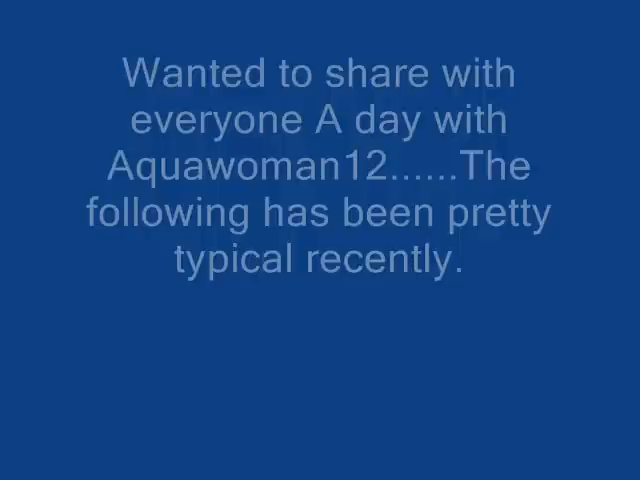 Wanted to share with
everyone A day with
Aquawoman12......The
following has been pretty
typical recently.